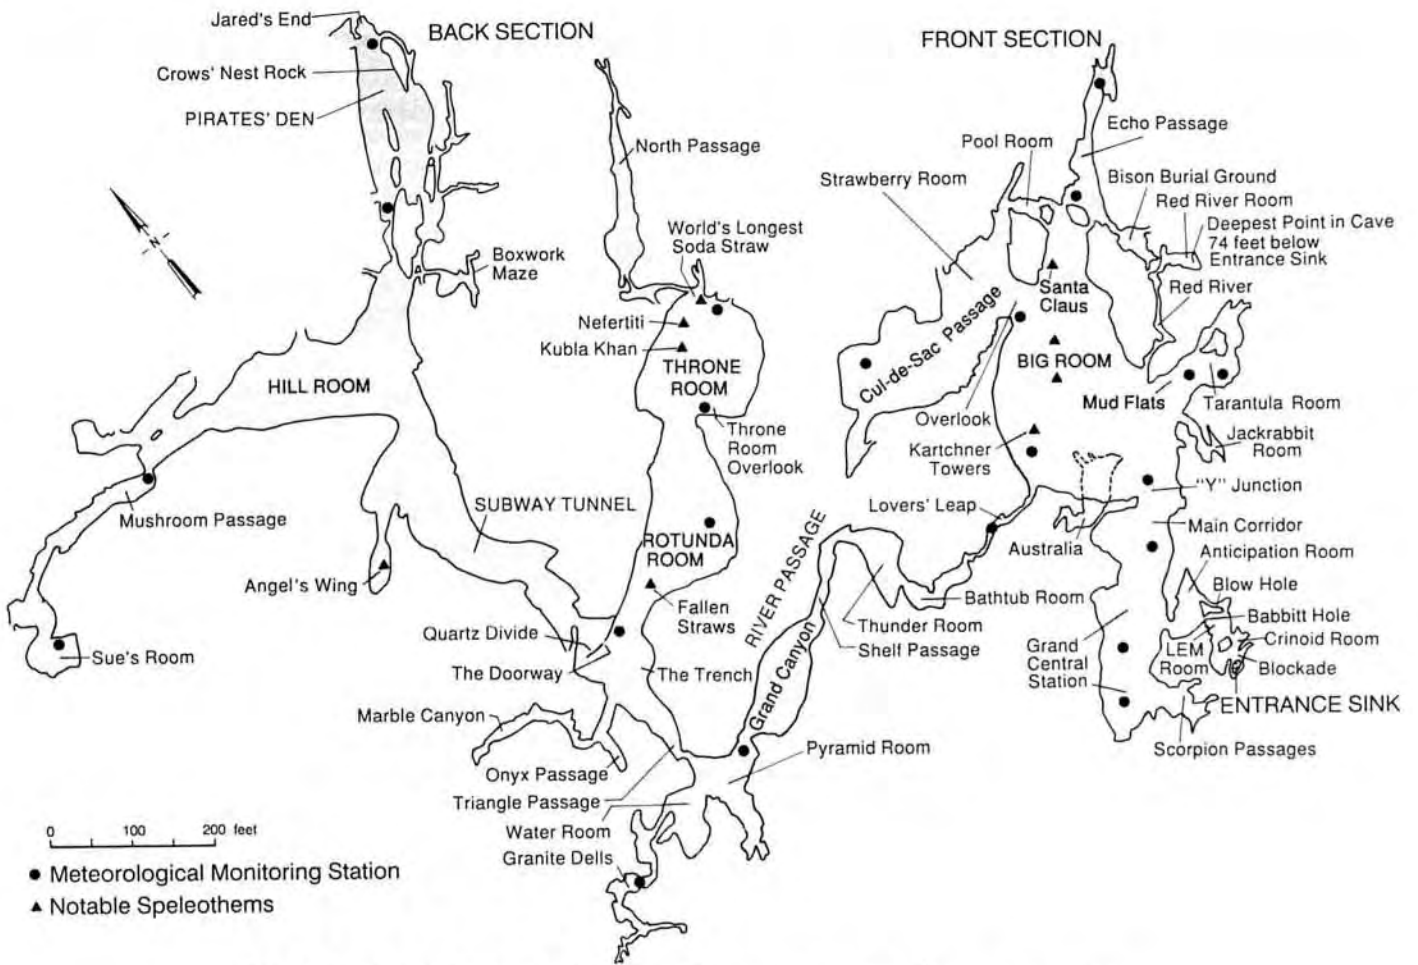 Jared's End
BACK SECTION
FRONT SECTION
Crows' Nest Rock
PIRATES' DEN
North Passage
Echo Passage
Pool Room
Strawberry Room
Bison Burial Ground
Red River Room
Deepest Point in Cave
74 feet below
Entrance Sink
N
World's Longest
Soda Straw
Boxwork
Maze
Santa
Claus
Red River
Nefertiti
Kubla Khan
THRONE
ROOM
Cul-de-Sac Passage
BIG ROOM
HILL ROOM
Mud Flats
Tarantula Room
Overlook
Throne
Room
Overlook
Kartchner
Towers
Jackrabbit
Room
"Y" Junction
SUBWAY TUNNEL
Lovers' Leap
Mushroom Passage
Main Corridor
ROTUNDA
ROOM
RIVER PASSAGE
Australia
Anticipation Room
Angel's Wing
Blow Hole
Bathtub Room
Babbitt Hole
Fallen
Straws
Thunder Room
Crinoid Room
Quartz Divide
Shelf Passage
Grand
Central
Station
LEM
Room
Blockade
Sue's Room
The Doorway
The Trench
Grand Canyon
ENTRANCE SINK
Marble Canyon
Pyramid Room
Scorpion Passages
Onyx Passage
Triangle Passage
Water Room
Granite Dells
0 100 200 feet
Meteorological Monitoring Station
Notable Speleothems